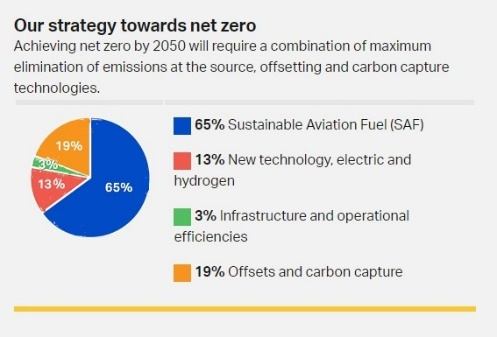 Our strategy towards net zero
Achieving net zero by 2050 will require a combination of maximum
elimination of emissions at the source, offsetting and carbon capture
technologies.
19%
3%
13%
65%
65% Sustainable Aviation Fuel (SAF)
13% New technology, electric and
hydrogen
3% Infrastructure and operational
efficiencies
19% Offsets and carbon capture